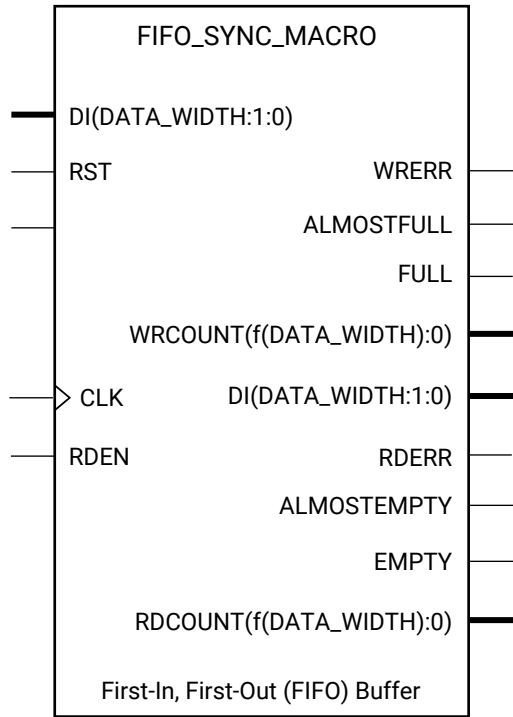 FIFO_SYNC_MACRO
DI(DATA_WIDTH:1:0)
RST
WRERR
ALMOSTFULL
FULL
WRCOUNT(f(DATA_WIDTH):0)
CLK
DI(DATA_WIDTH:1:0)
RDEN
RDERR
ALMOSTEMPTY
EMPTY
RDCOUNT(f(DATA_WIDTH):0)
First-In, First-Out (FIFO) Buffer